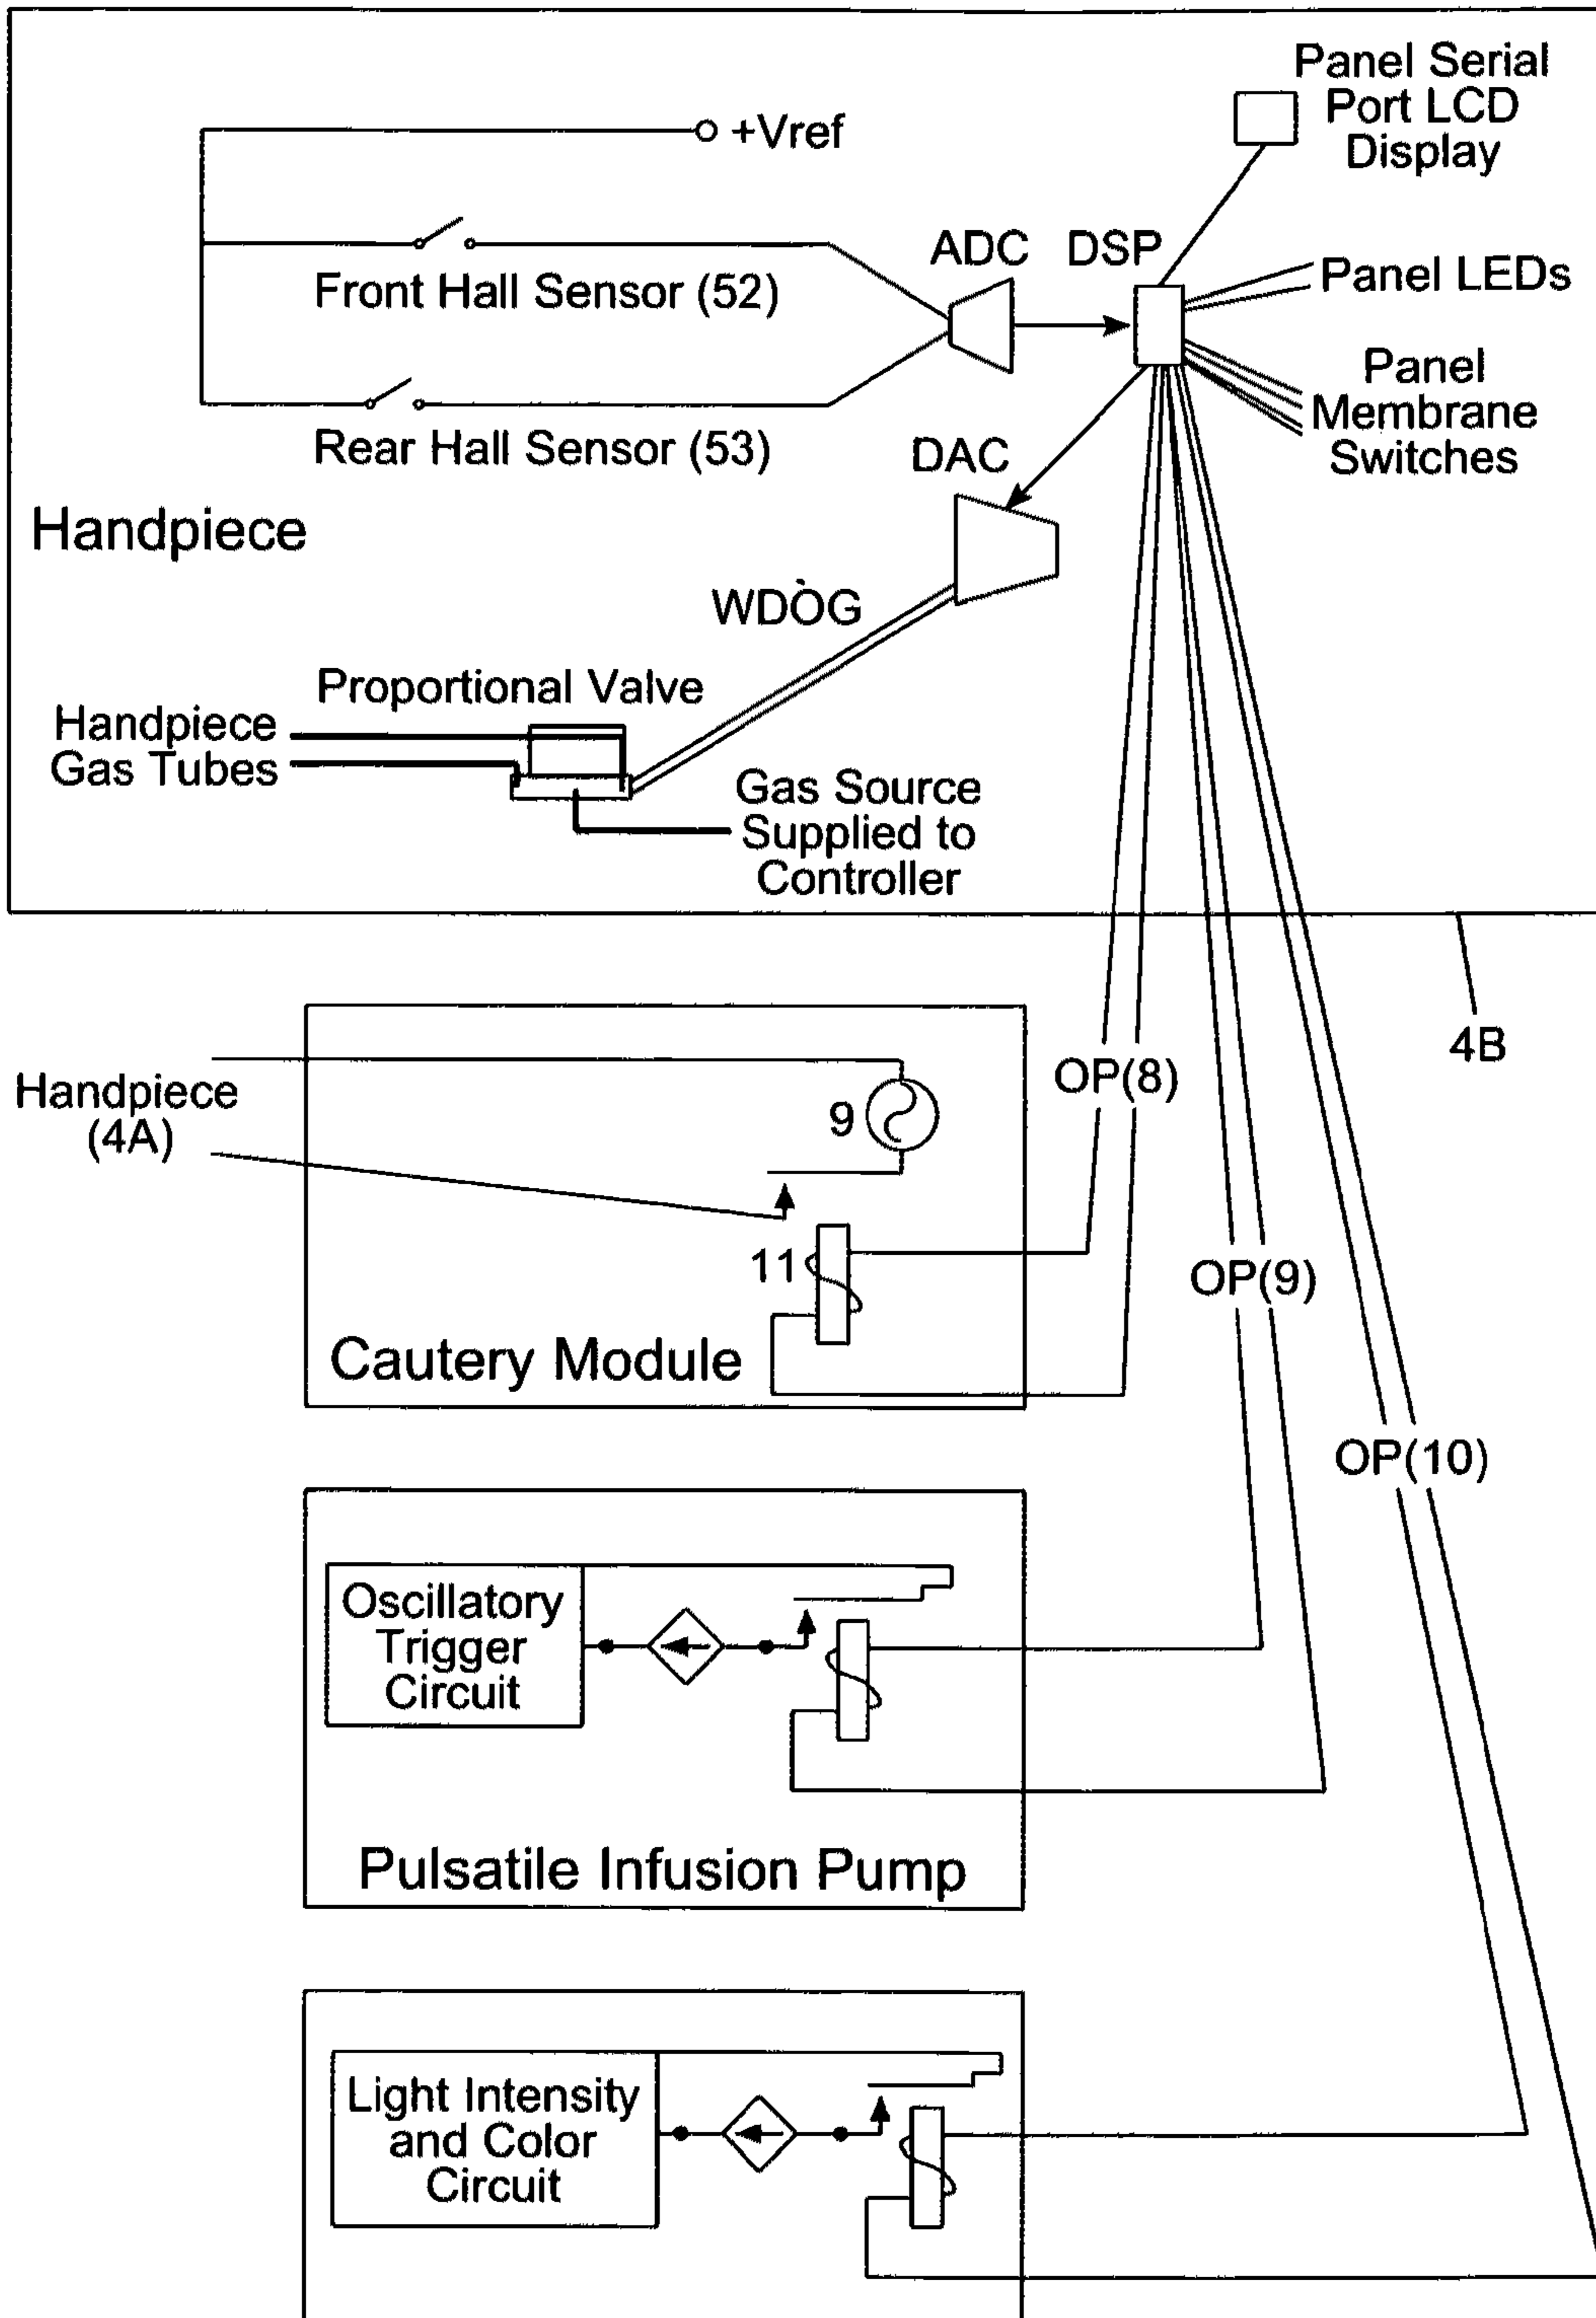 Panel Serial
Port LCD
Display
+Vref
ADC
DSP
Front Hall Sensor (52)
Panel LEDs
Panel
Membrane
Switches
Rear Hall Sensor (53)
DAC
Handpiece
WDOG
Proportional Valve
Handpiece
Gas Tubes
Gas Source
Supplied to
Controller
4B
OP(8)
Handpiece
(4A)
9
11
OP(9)
Cautery Module
OP(10)
Oscillatory
Trigger
Circuit
Pulsatile Infusion Pump
Light Intensity
and Color
Circuit